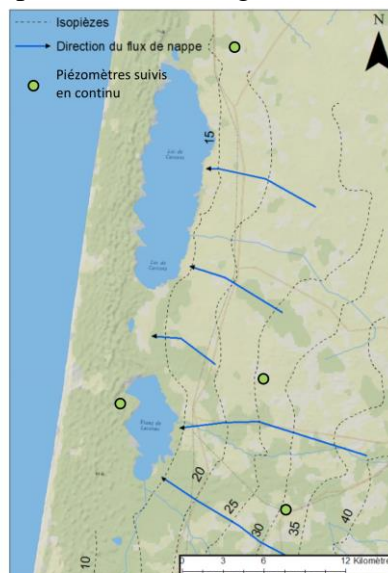 Isopièzes
Direction du flux de nappe
Piézomètres suivis
en continu
N
15
20
25
30
35
40
10
0
3
6
12 Kilomètre